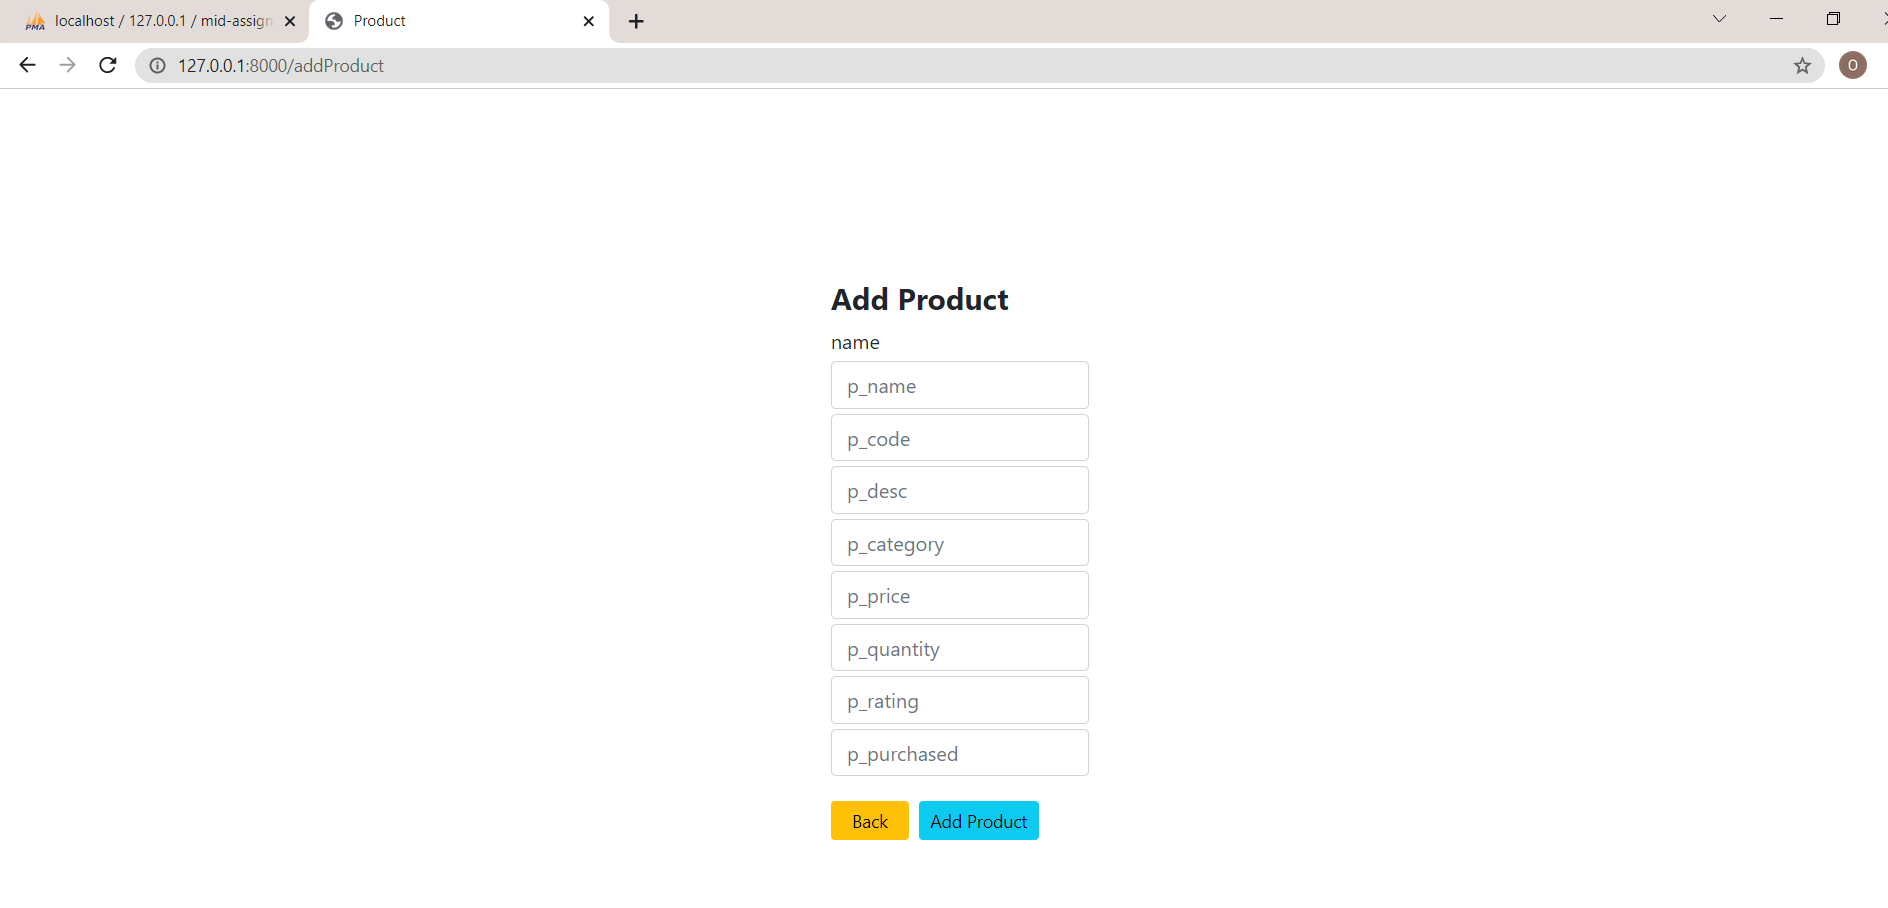 PMA localhost / 127.0.0.1 / mid-assign
Product
127.0.0.1:8000/addProduct
O
Add Product
name
p_name
p_code
p_desc
p_category
p_price
p_quantity
p_rating
p_purchased
Back Add Product